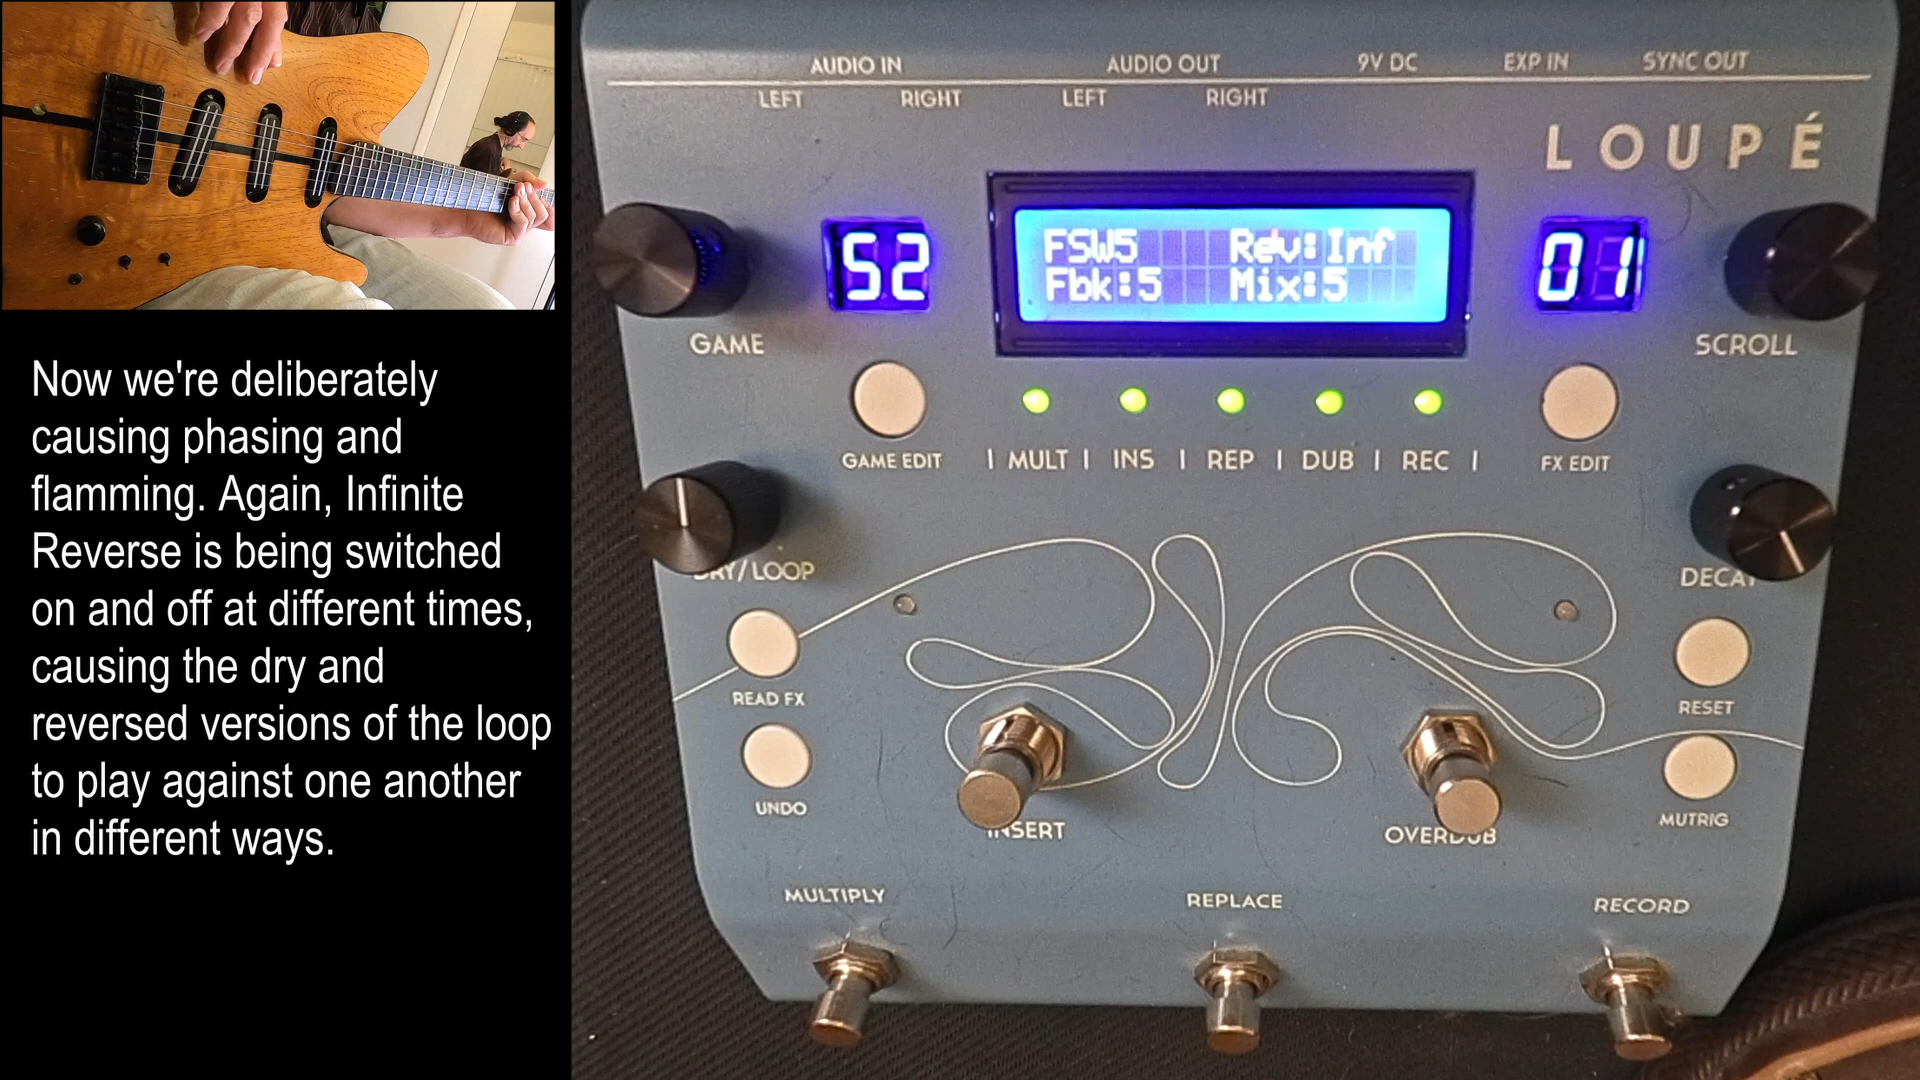 Now we're deliberately
causing phasing and
flamming. Again, Infinite
Reverse is being switched
on and off at different times,
causing the dry and
reversed versions of the loop
to play against one another
in different ways.
AUDIO IN AUDIO OUT 9V DC EXP IN SYNC OUT
LEFT RIGHT LEFT RIGHT
LOUPÉ
52
FSW5 Rev:Inf
Fbk:5 Mix:5
01
GAME SCROLL
GAME EDIT | MULT | INS | REP | DUB | REC | FX EDIT
DRY/LOOP DECAY
READ FX RESET
UNDO MUTRIG
INSERT OVERDUB
MULTIPLY REPLACE RECORD